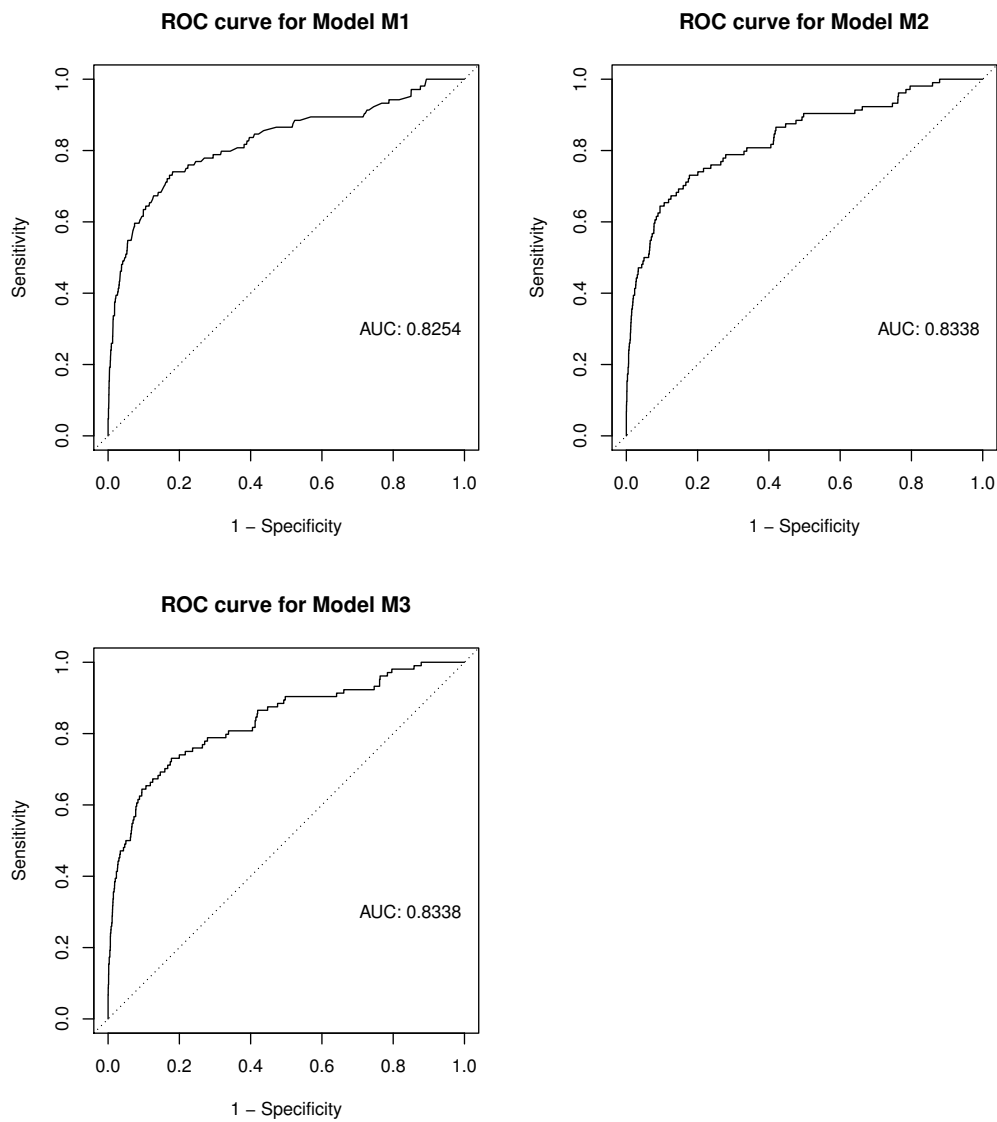 ROC curve for Model M1
1.0
0.8
0.6
0.4
0.2
0.0
Sensitivity
AUC: 0.8254
0.0 0.2 0.4 0.6 0.8 1.0
1 − Specificity
ROC curve for Model M2
1.0
0.8
0.6
0.4
0.2
0.0
Sensitivity
AUC: 0.8338
0.0 0.2 0.4 0.6 0.8 1.0
1 − Specificity
ROC curve for Model M3
1.0
0.8
0.6
0.4
0.2
0.0
Sensitivity
AUC: 0.8338
0.0 0.2 0.4 0.6 0.8 1.0
1 − Specificity